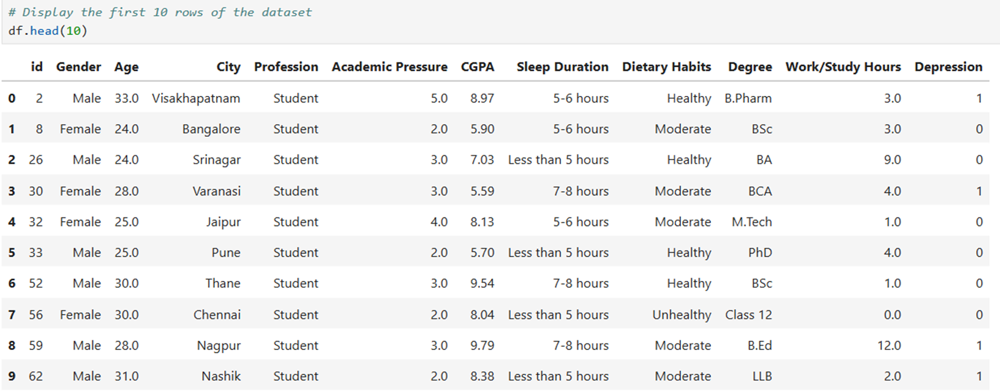 # Display the first 10 rows of the dataset
df.head(10)
id Gender Age City Profession Academic Pressure CGPA Sleep Duration Dietary Habits Degree Work/Study Hours Depression
0 2 Male 33.0 Visakhapatnam Student 5.0 8.97 5-6 hours Healthy B.Pharm 3.0 1
1 8 Female 24.0 Bangalore Student 2.0 5.90 5-6 hours Moderate BSc 3.0 0
2 26 Male 24.0 Srinagar Student 3.0 7.03 Less than 5 hours Healthy BA 9.0 0
3 30 Female 28.0 Varanasi Student 3.0 5.59 7-8 hours Moderate BCA 4.0 1
4 32 Female 25.0 Jaipur Student 4.0 8.13 5-6 hours Moderate M.Tech 1.0 0
5 33 Male 25.0 Pune Student 2.0 5.70 Less than 5 hours Healthy PhD 4.0 0
6 52 Male 30.0 Thane Student 3.0 9.54 7-8 hours Healthy BSc 1.0 0
7 56 Female 30.0 Chennai Student 2.0 8.04 Less than 5 hours Unhealthy Class 12 0.0 0
8 59 Male 28.0 Nagpur Student 3.0 9.79 7-8 hours Moderate B.Ed 12.0 1
9 62 Male 31.0 Nashik Student 2.0 8.38 Less than 5 hours Moderate LLB 2.0 1